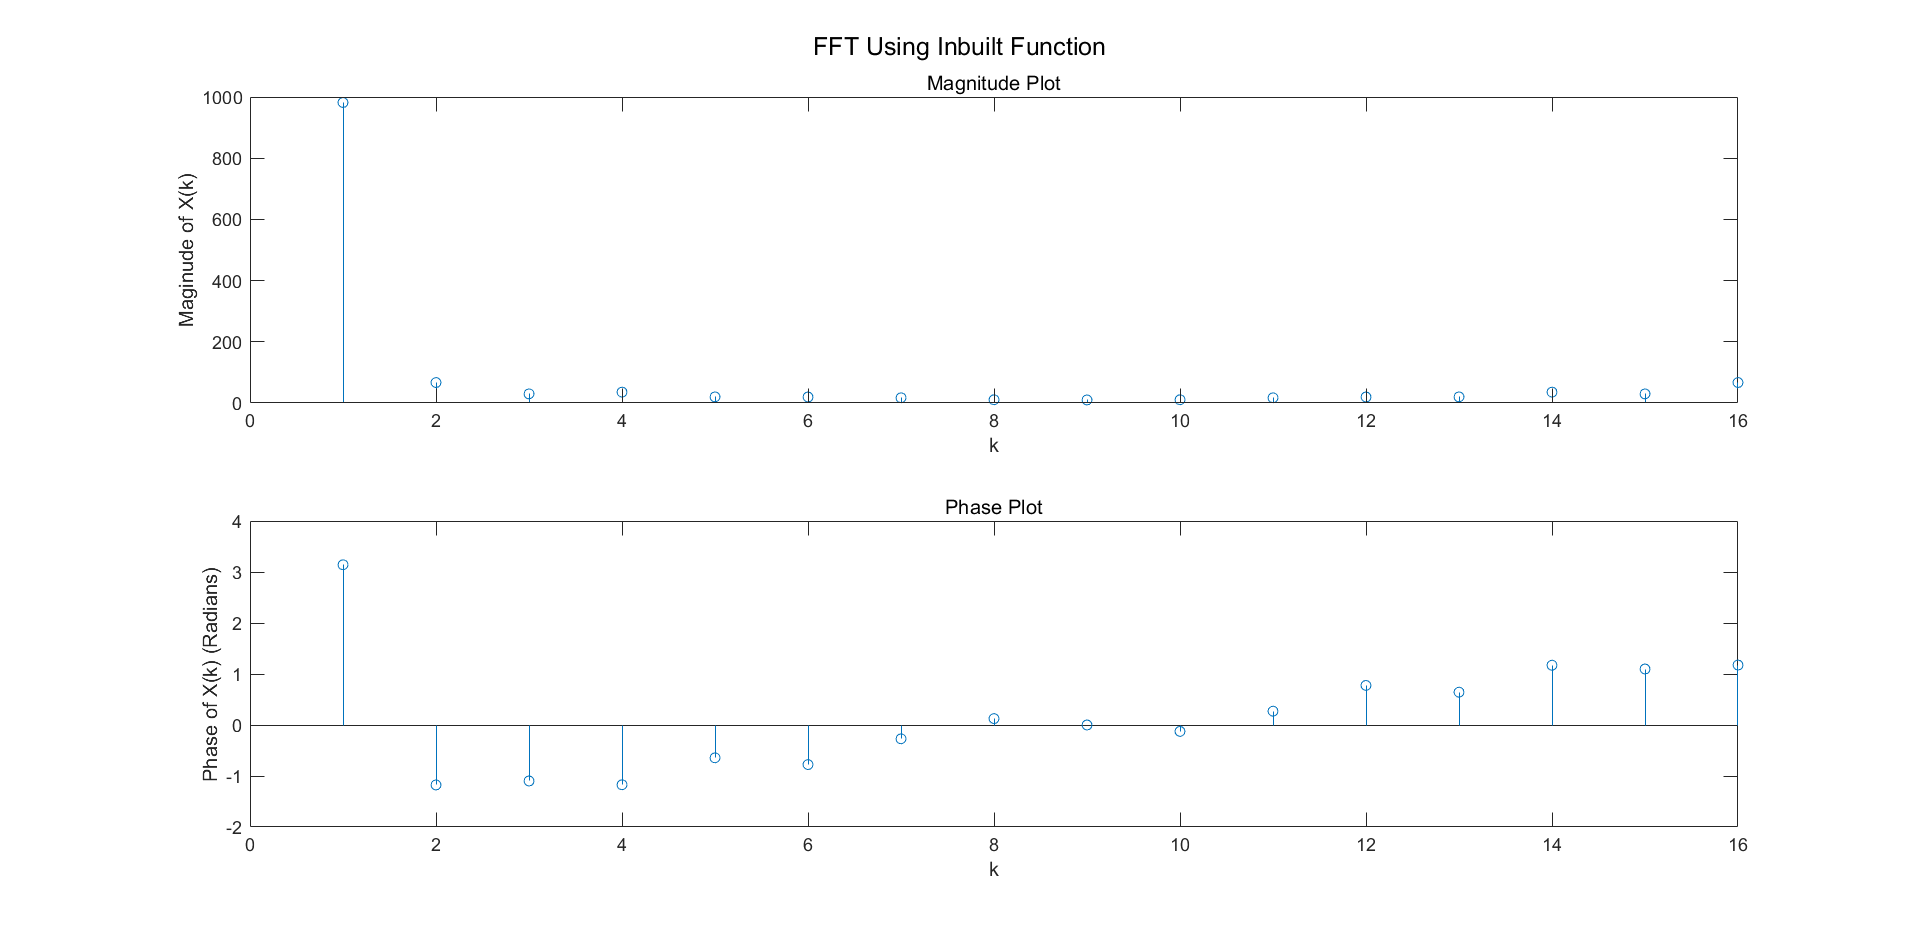 FFT Using Inbuilt Function
Magnitude Plot
1000
800
600
400
200
0
Maginude of X(k)
0 2 4 6 8 10 12 14 16
k
Phase Plot
4
3
2
1
0
-1
-2
Phase of X(k) (Radians)
0 2 4 6 8 10 12 14 16
k